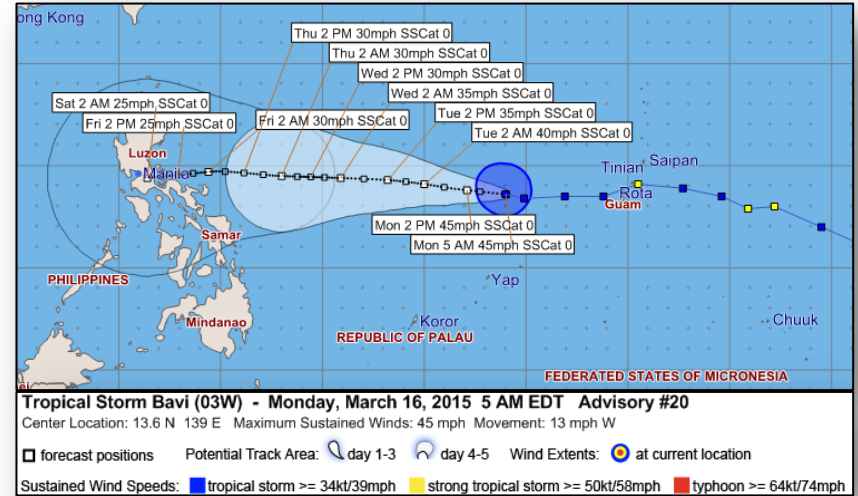 ong Kong
Thu 2 PM 30mph SSCat 0
Thu 2 AM 30mph SSCat 0
Wed 2 PM 30mph SSCat 0
Wed 2 AM 35mph SSCat 0
Sat 2 AM 25mph SSCat 0
Tue 2 PM 35mph SSCat 0
Fri 2 PM 25mph SSCat 0
Fri 2 AM 30mph SSCat 0
Tue 2 AM 40mph SSCat 0
Luzon
Manila
Tinian
Saipan
Rota
Guam
Mon 2 PM 45mph SSCat 0
Samar
Mon 5 AM 45mph SSCat 0
PHILIPPINES
Yap
Mindanao
Koror
Chuuk
REPUBLIC OF PALAU
FEDERATED STATES OF MICRONESIA
Tropical Storm Bavi (03W) - Monday, March 16, 2015 5 AM EDT Advisory #20
Center Location: 13.6 N 139 E Maximum Sustained Winds: 45 mph Movement: 13 mph W
forecast positions Potential Track Area: day 1-3 day 4-5 Wind Extents: at current location
Sustained Wind Speeds: tropical storm >= 34kt/39mph strong tropical storm >= 50kt/58mph typhoon >= 64kt/74mph